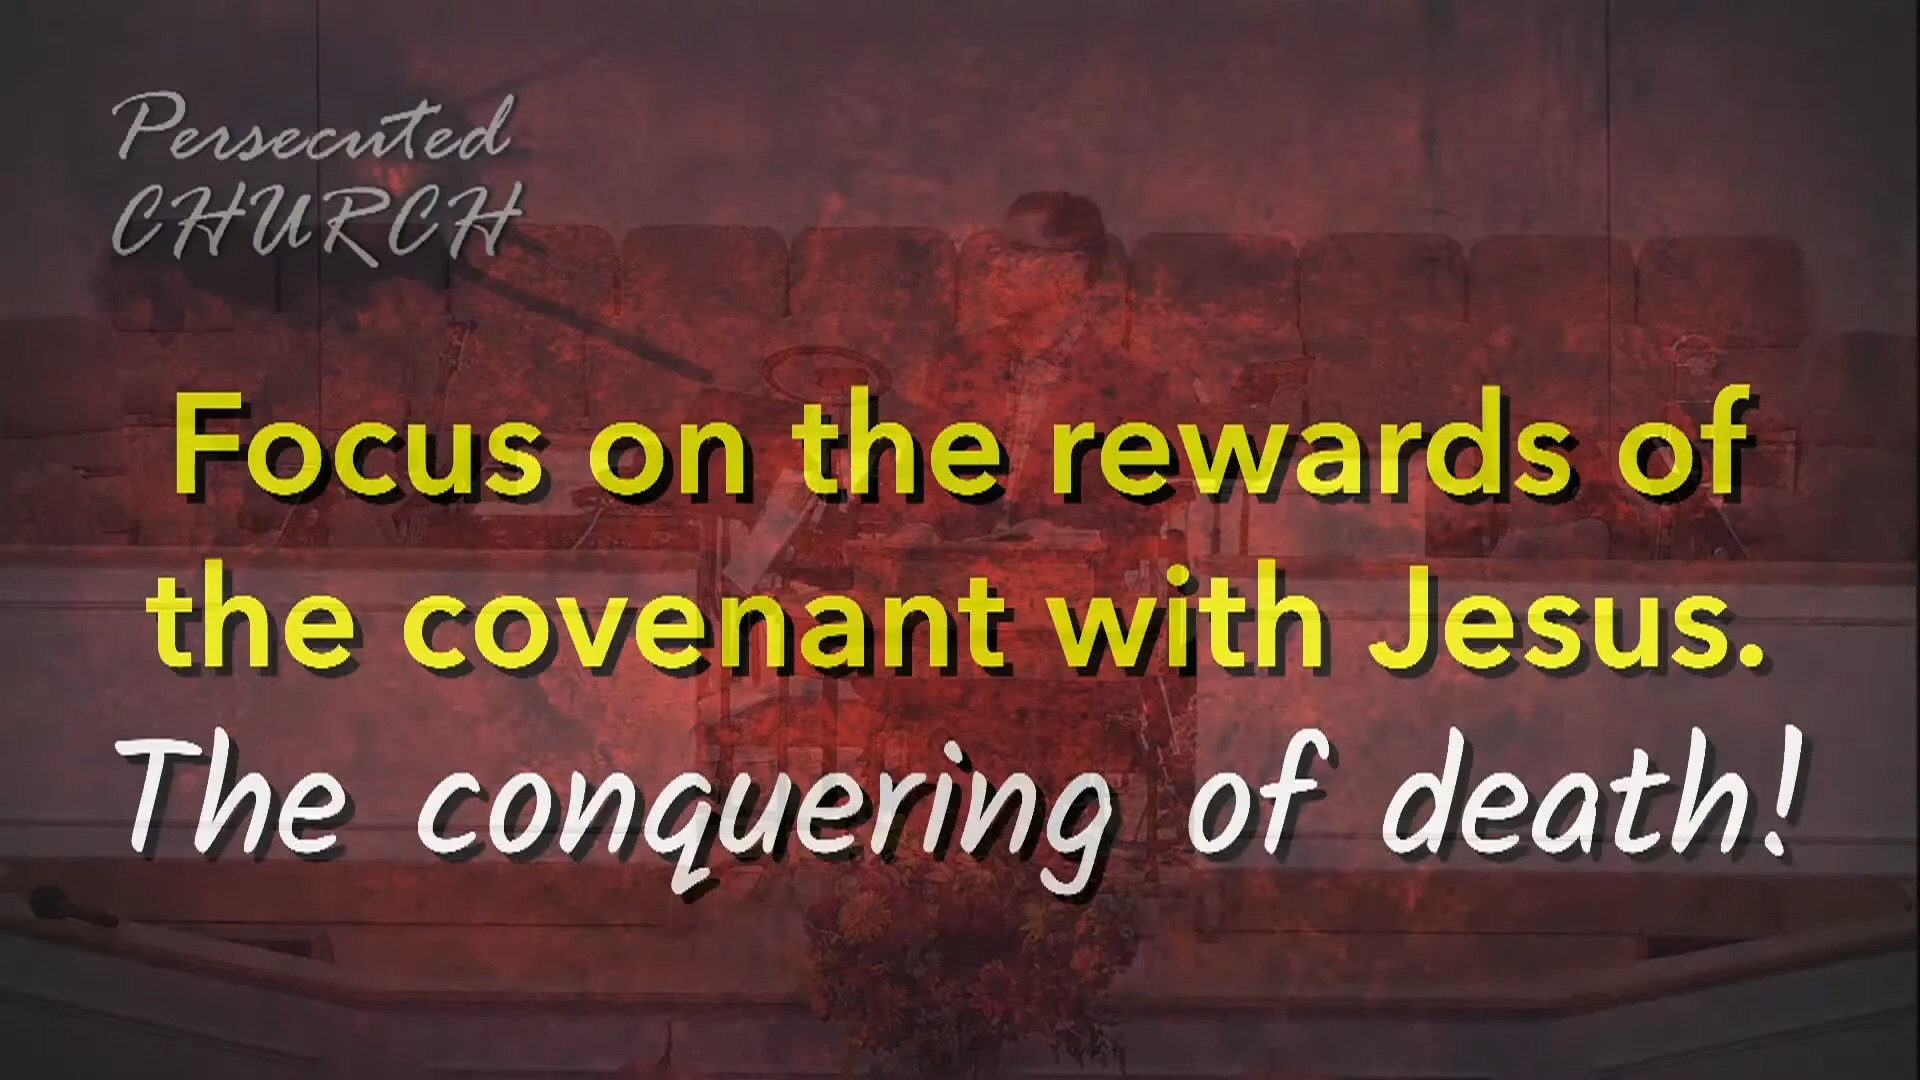 Persecuted
CHURCH
Focus on the rewards of
the covenant with Jesus.
The conquering of death!